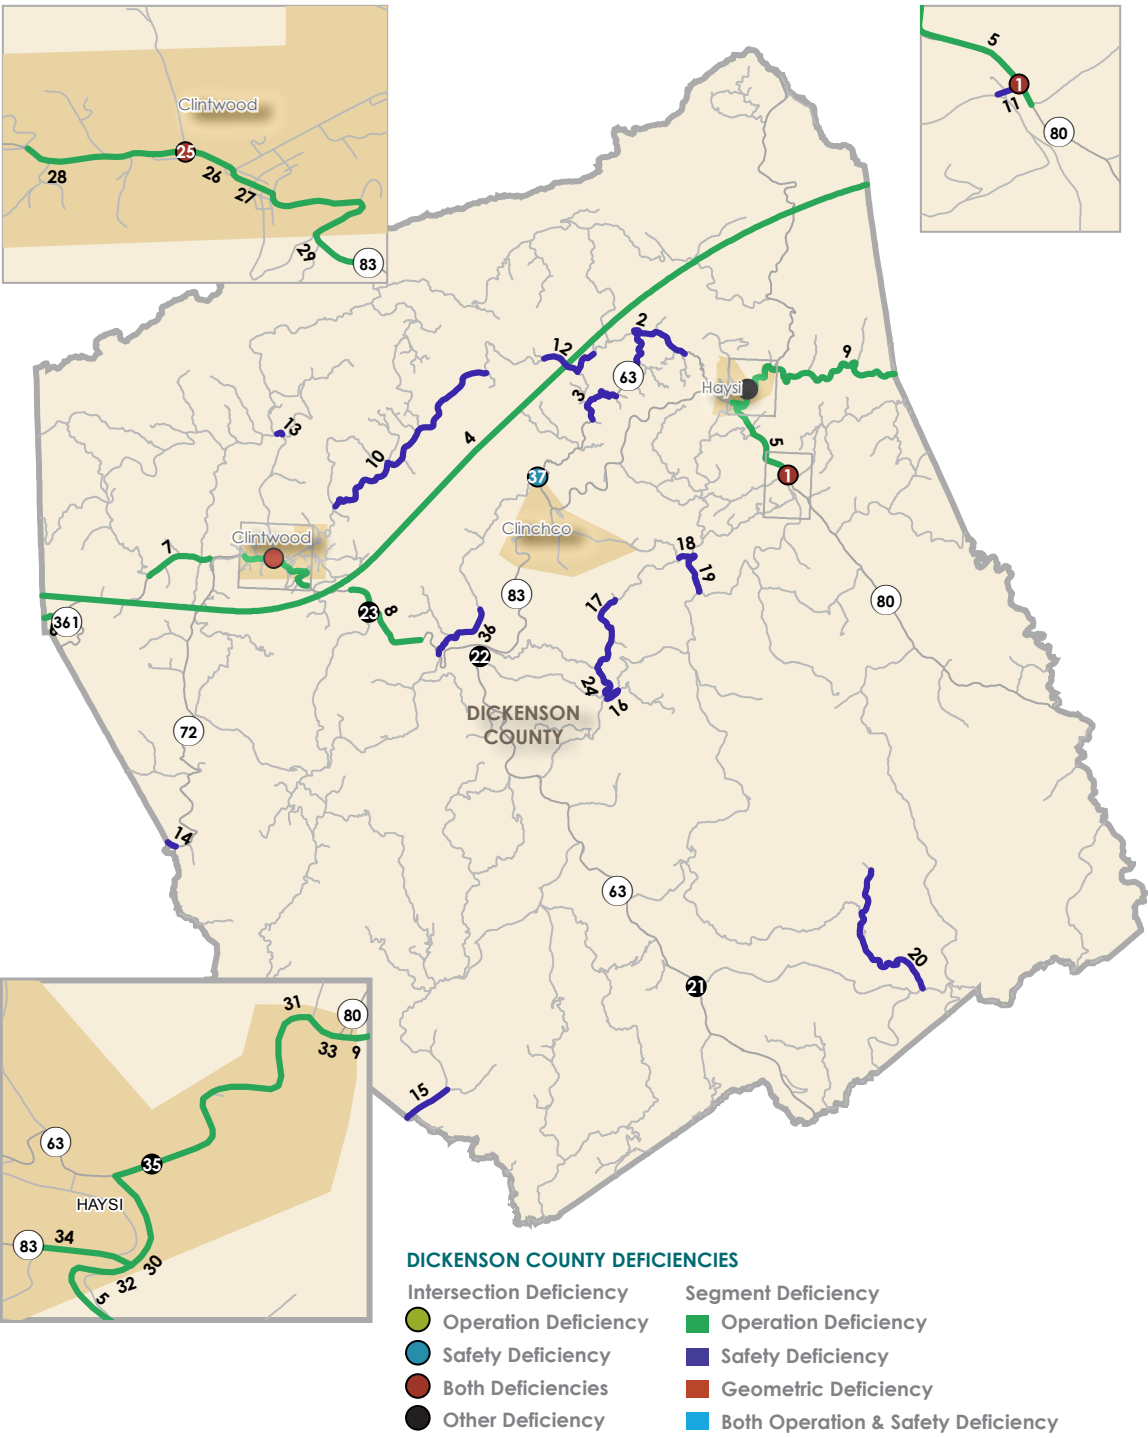 Clintwood
25
28
26
27
29
83
5
1
11
80
2
12
63
9
Haysi
3
13
4
5
10
1
37
Clinchco
Clintwood
7
18
19
83
17
80
8
23
361
36
22
24
16
DICKENSON
COUNTY
72
14
63
20
21
15
31
80
33
9
63
35
HAYSI
34
83
30
32
5
DICKENSON COUNTY DEFICIENCIES
Intersection Deficiency
Operation Deficiency
Safety Deficiency
Both Deficiencies
Other Deficiency
Segment Deficiency
Operation Deficiency
Safety Deficiency
Geometric Deficiency
Both Operation & Safety Deficiency